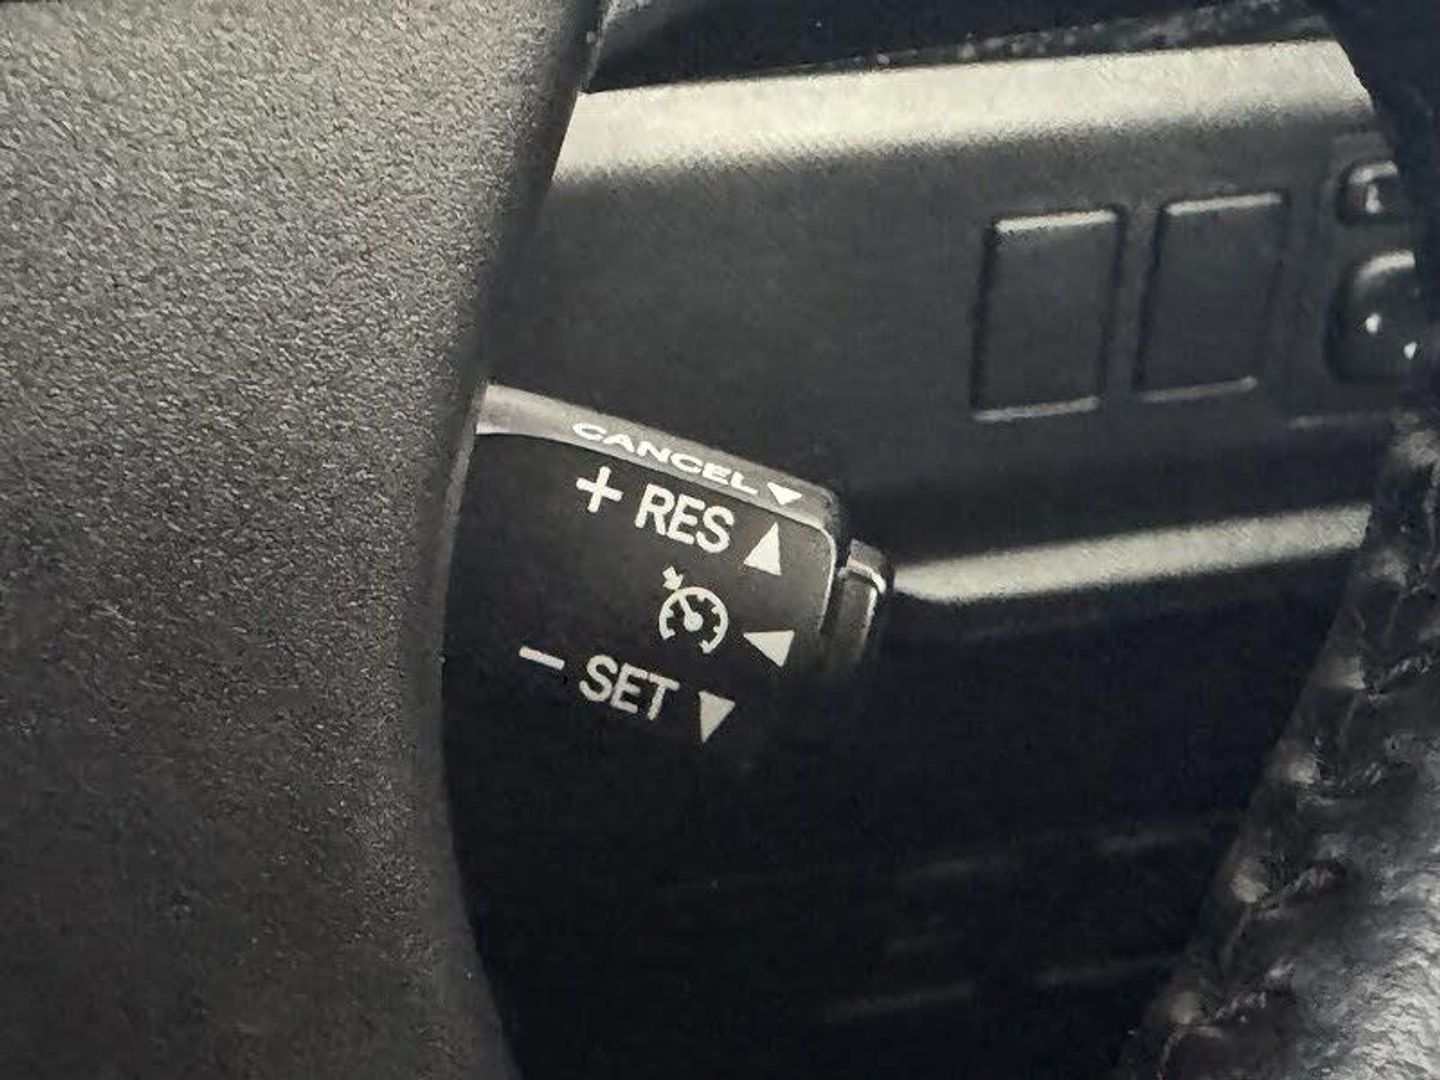 CANCEL
+ RES
- SET